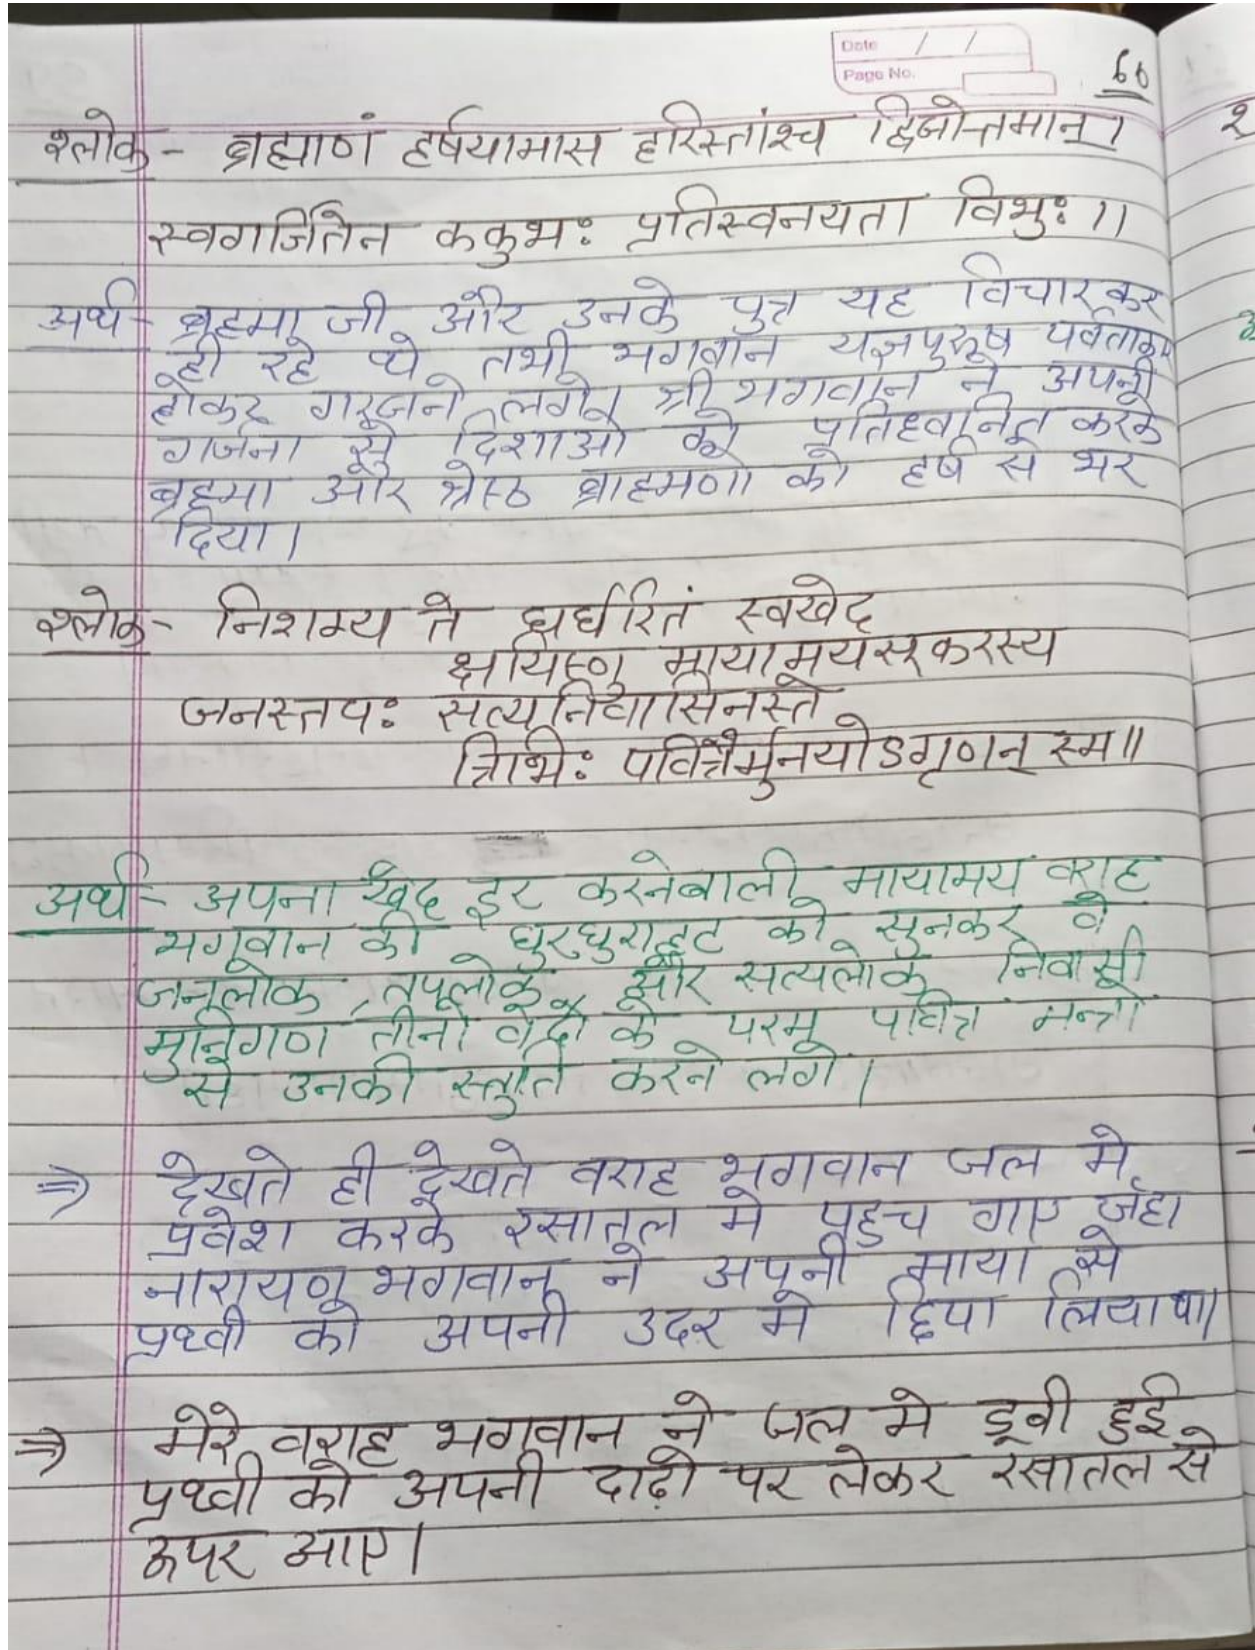 Date / /
Page No.
60
श्लोक - ब्रह्माणं हर्षयामास हरिस्तांश्च द्विजोत्तमान्।
स्वगर्जितेन ककुभः प्रतिस्वनयता विभुः।।
अर्थ - ब्रहमा जी और उनके पुत्र यह विचार कर
ही रहे थे तभी भगवान यज्ञपुरुष पर्वताकार
होकर गरजने लगे। श्री भगवान ने अपनी
गर्जना से दिशाओ को प्रतिध्वनित करके
ब्रहमा और श्रेस्ठ ब्राहमणो को हर्ष से भर
दिया।
श्लोक - निशम्य ते घर्घरितं स्वखेद
क्षयिष्णु मायामयसूकरस्य
जनस्तपः सत्यनिवासिनस्ते
त्रिभिः पवित्रैर्मुनयोऽगृणन् स्म॥
अर्थ - अपना खेद दूर करनेबाली मायामय वराह
भगवान की घुरघुराहट को सुनकर वे
जनलोक, तपलोक और सत्यलोक निवासी
मुनिगण तीनो वेदो के परम पवित्र मन्त्रो
से उनकी स्तुति करने लगे।
⇒ देखते ही देखते वराह भगवान जल मे
प्रवेश करके रसातल मे पहुच गए जहा
नारायण भगवान ने अपनी माया से
प्रथ्वी को अपनी उदर मे छिपा लिया था।
⇒ मेरे वराह भगवान ने जल मे डूवी हुई
प्रथ्वी को अपनी दाढ़ो पर लेकर रसातल से
ऊपर आए।